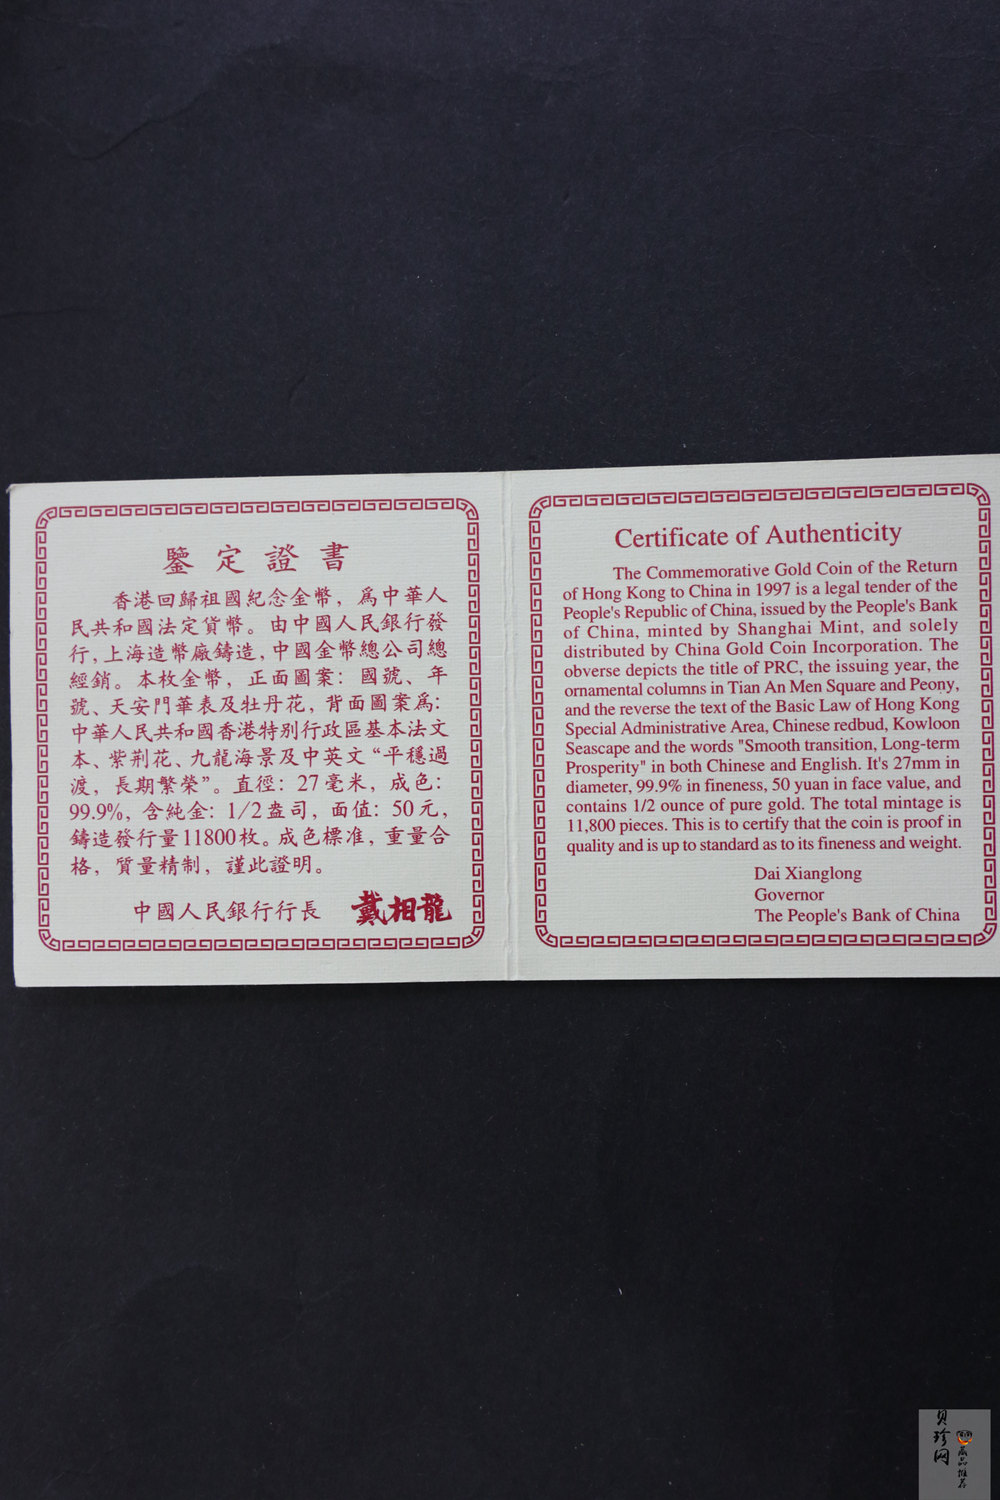 鑒定證書
香港回歸祖國紀念金幣，爲中華人
民共和國法定貨幣。由中國人民銀行發
行，上海造幣廠鑄造，中國金幣總公司總
經銷。本枚金幣，正面圖案：國號、年
號、天安門華表及牡丹花，背面圖案爲：
中華人民共和國香港特别行政區基本法文
本、紫荆花、九龍海景及中英文“平穩過
渡，長期繁榮”。直徑：27毫米，成色：
99.9%，含純金：1/2盎司，面值：50元，
鑄造發行量11800枚。成色標准，重量合
格，質量精制，謹此證明。
中國人民銀行行長 戴相龍
Certificate of Authenticity
The Commemorative Gold Coin of the Return
of Hong Kong to China in 1997 is a legal tender of the
People's Republic of China, issued by the People's Bank
of China, minted by Shanghai Mint, and solely
distributed by China Gold Coin Incorporation. The
obverse depicts the title of PRC, the issuing year, the
ornamental columns in Tian An Men Square and Peony,
and the reverse the text of the Basic Law of Hong Kong
Special Administrative Area, Chinese redbud, Kowloon
Seascape and the words "Smooth transition, Long-term
Prosperity" in both Chinese and English. It's 27mm in
diameter, 99.9% in fineness, 50 yuan in face value, and
contains 1/2 ounce of pure gold. The total mintage is
11,800 pieces. This is to certify that the coin is proof in
quality and is up to standard as to its fineness and weight.
Dai Xianglong
Governor
The People's Bank of China
贝珍网
藏品推荐